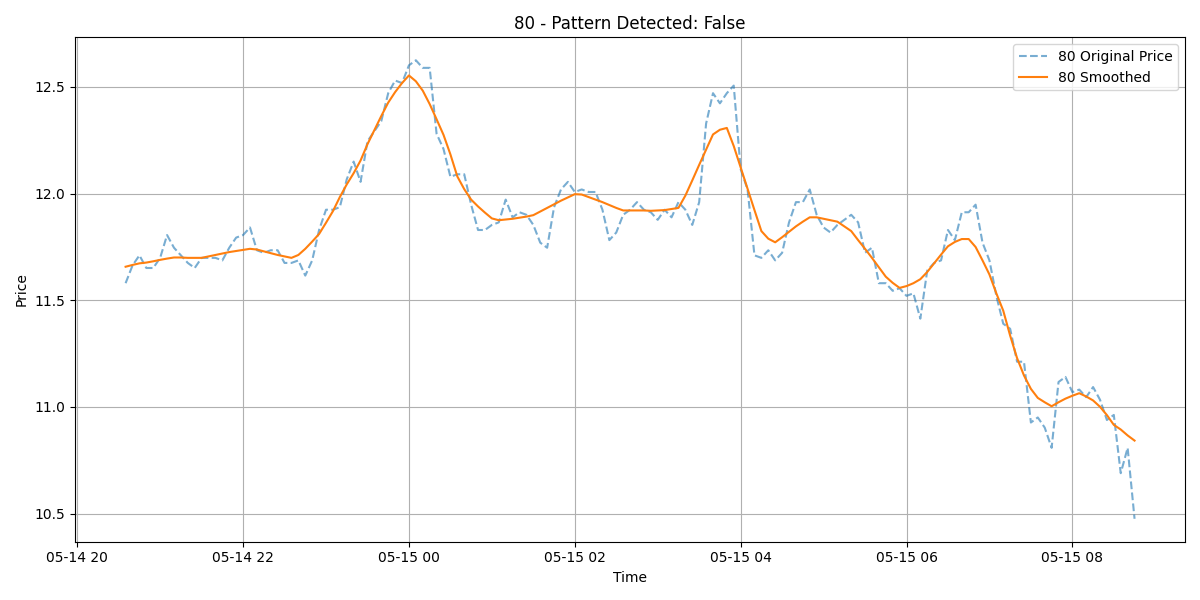 80 - Pattern Detected: False
80 Original Price
80 Smoothed
Price
12.5
12.0
11.5
11.0
10.5
05-14 20
05-14 22
05-15 00
05-15 02
05-15 04
05-15 06
05-15 08
Time